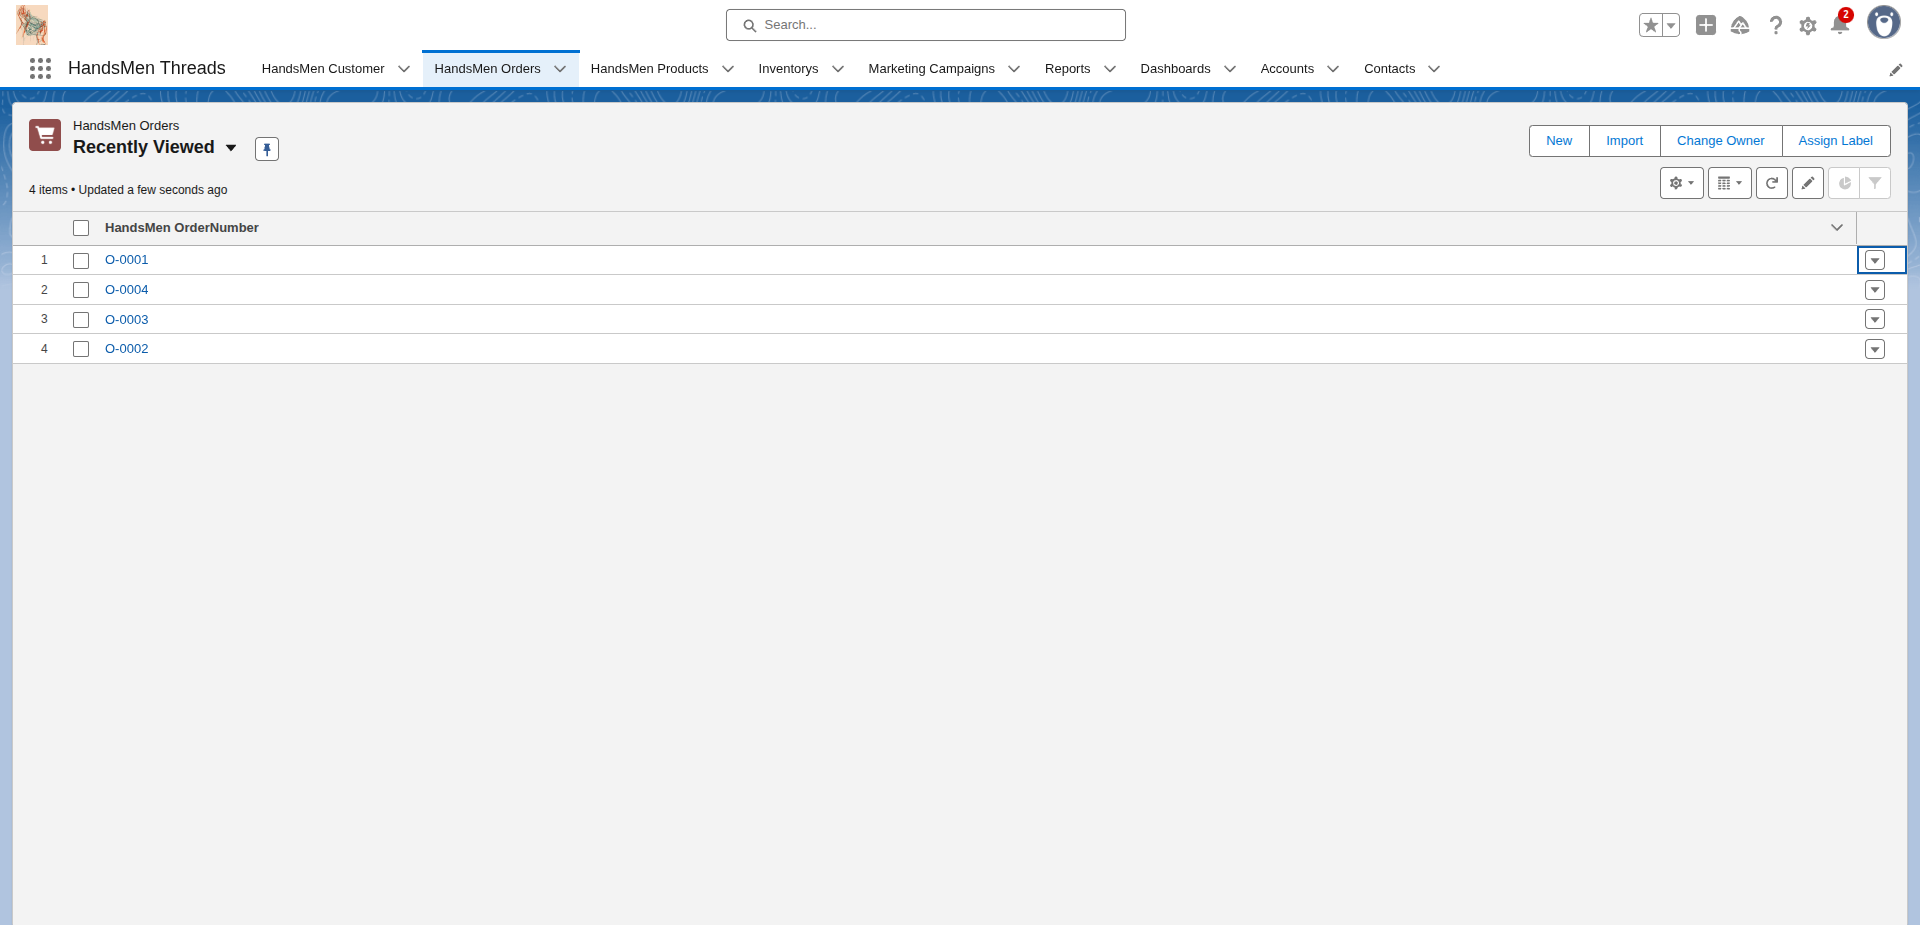 Search...
2
HandsMen Threads
HandsMen Customer
HandsMen Orders
HandsMen Products
Inventorys
Marketing Campaigns
Reports
Dashboards
Accounts
Contacts
HandsMen Orders
Recently Viewed
New
Import
Change Owner
Assign Label
4 items • Updated a few seconds ago
HandsMen OrderNumber
1 O-0001
2 O-0004
3 O-0003
4 O-0002